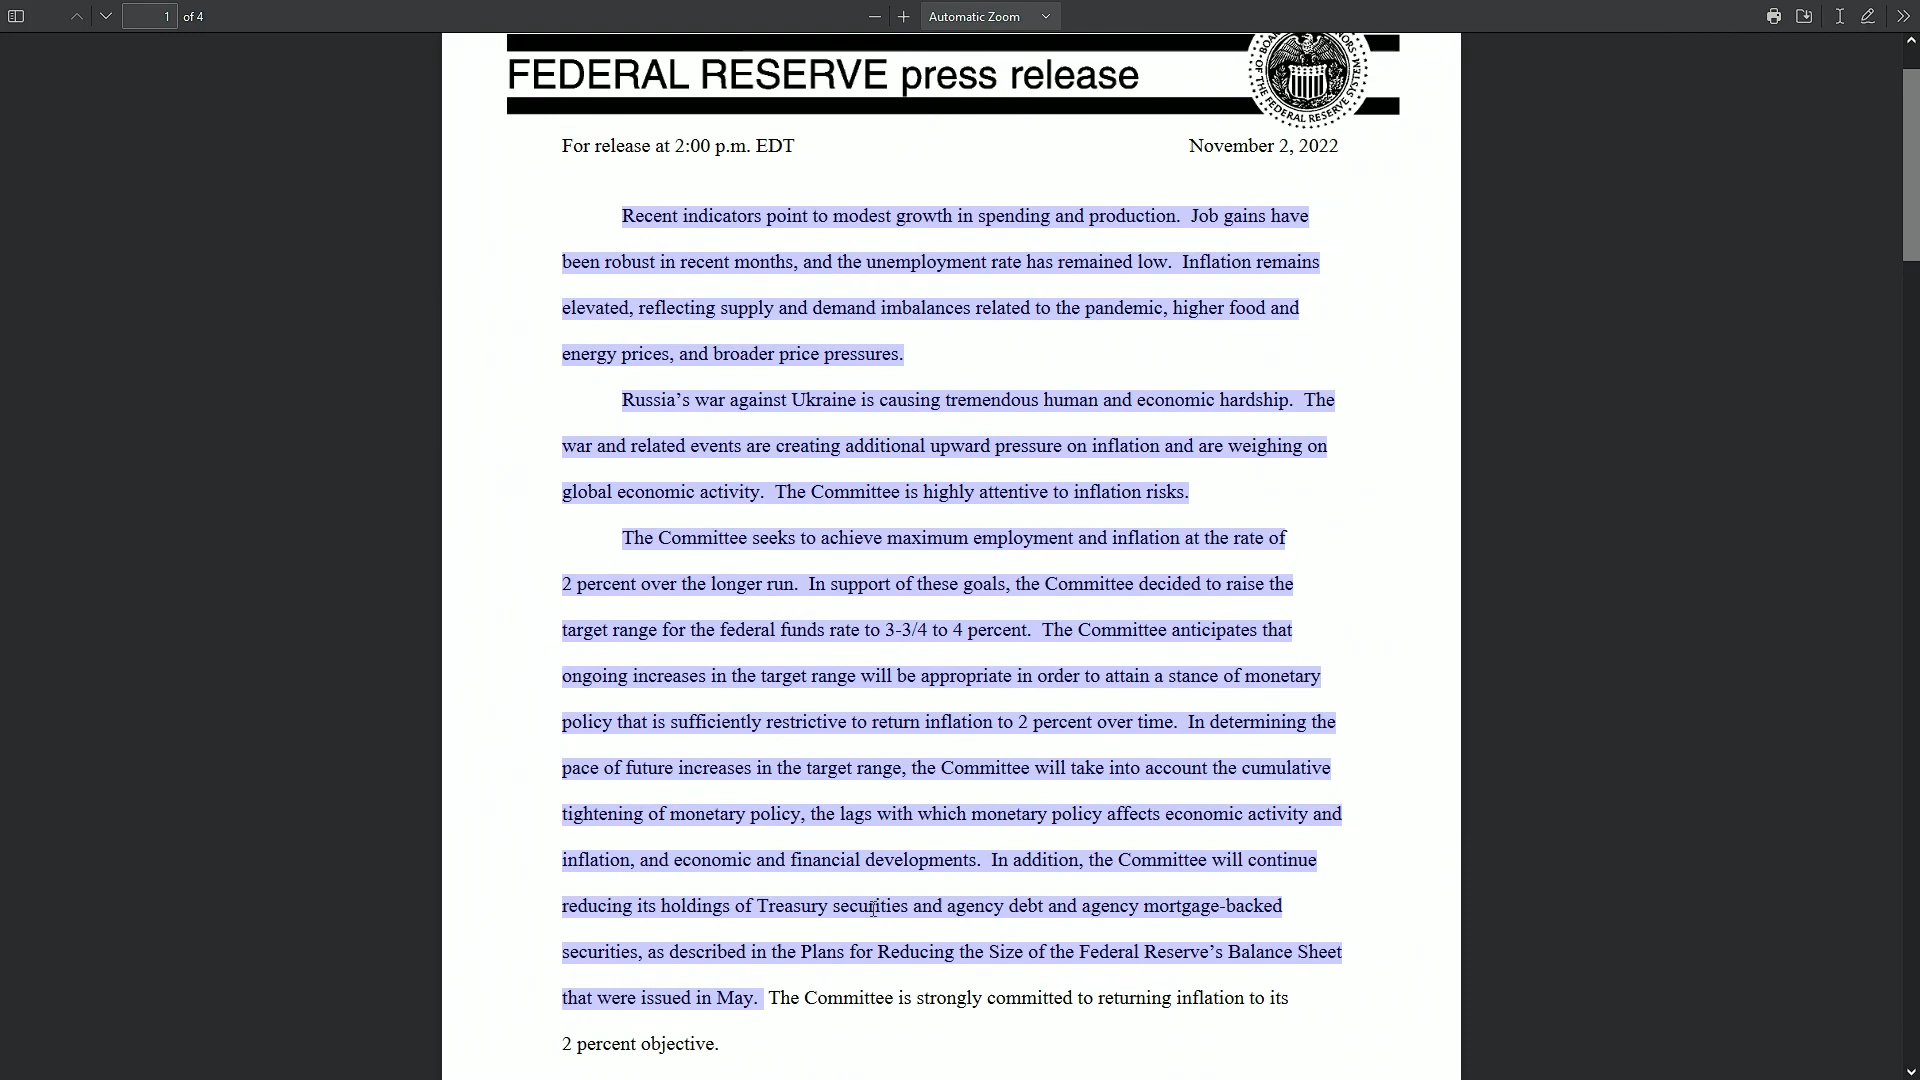 1 of 4
Automatic Zoom
FEDERAL RESERVE press release
OF THE FEDERAL RESERVE SYSTEM
For release at 2:00 p.m. EDT
November 2, 2022
Recent indicators point to modest growth in spending and production.  Job gains have
been robust in recent months, and the unemployment rate has remained low.  Inflation remains
elevated, reflecting supply and demand imbalances related to the pandemic, higher food and
energy prices, and broader price pressures.
Russia’s war against Ukraine is causing tremendous human and economic hardship.  The
war and related events are creating additional upward pressure on inflation and are weighing on
global economic activity.  The Committee is highly attentive to inflation risks.
The Committee seeks to achieve maximum employment and inflation at the rate of
2 percent over the longer run.  In support of these goals, the Committee decided to raise the
target range for the federal funds rate to 3-3/4 to 4 percent.  The Committee anticipates that
ongoing increases in the target range will be appropriate in order to attain a stance of monetary
policy that is sufficiently restrictive to return inflation to 2 percent over time.  In determining the
pace of future increases in the target range, the Committee will take into account the cumulative
tightening of monetary policy, the lags with which monetary policy affects economic activity and
inflation, and economic and financial developments.  In addition, the Committee will continue
reducing its holdings of Treasury securities and agency debt and agency mortgage-backed
securities, as described in the Plans for Reducing the Size of the Federal Reserve’s Balance Sheet
that were issued in May.  The Committee is strongly committed to returning inflation to its
2 percent objective.